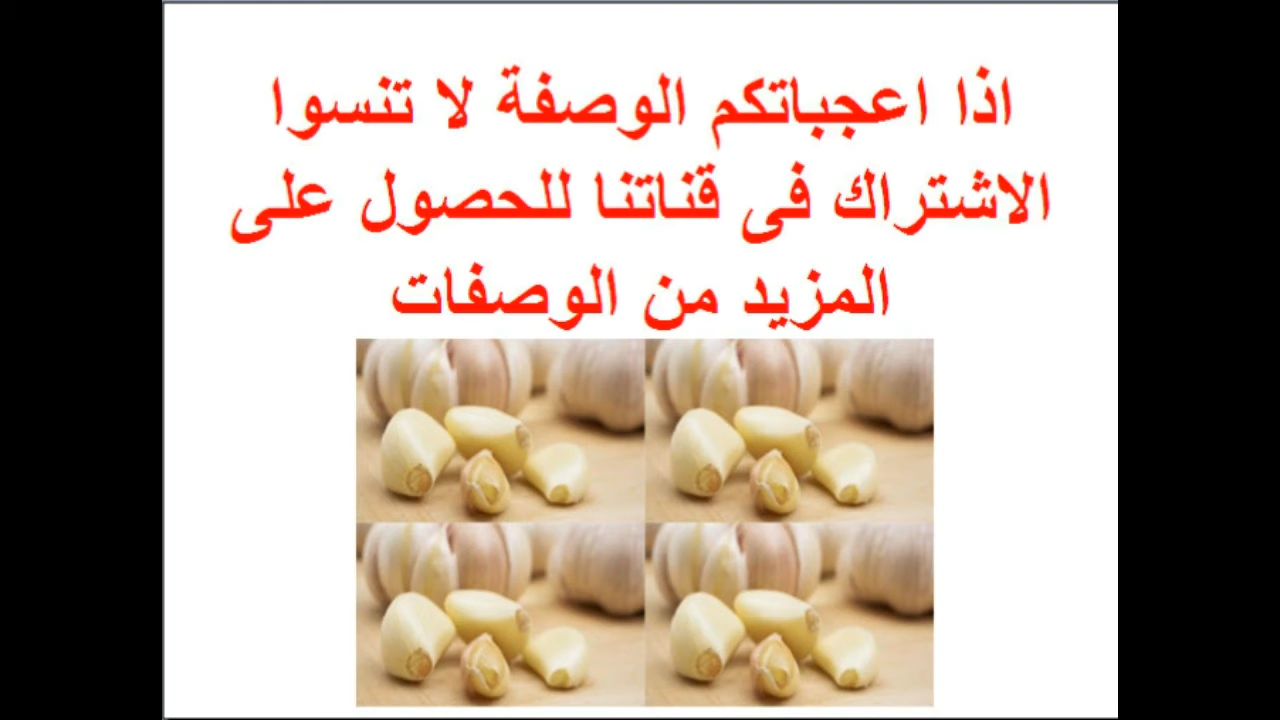 اذا اعجباتكم الوصفة لا تنسوا
الاشتراك فى قناتنا للحصول على
المزيد من الوصفات